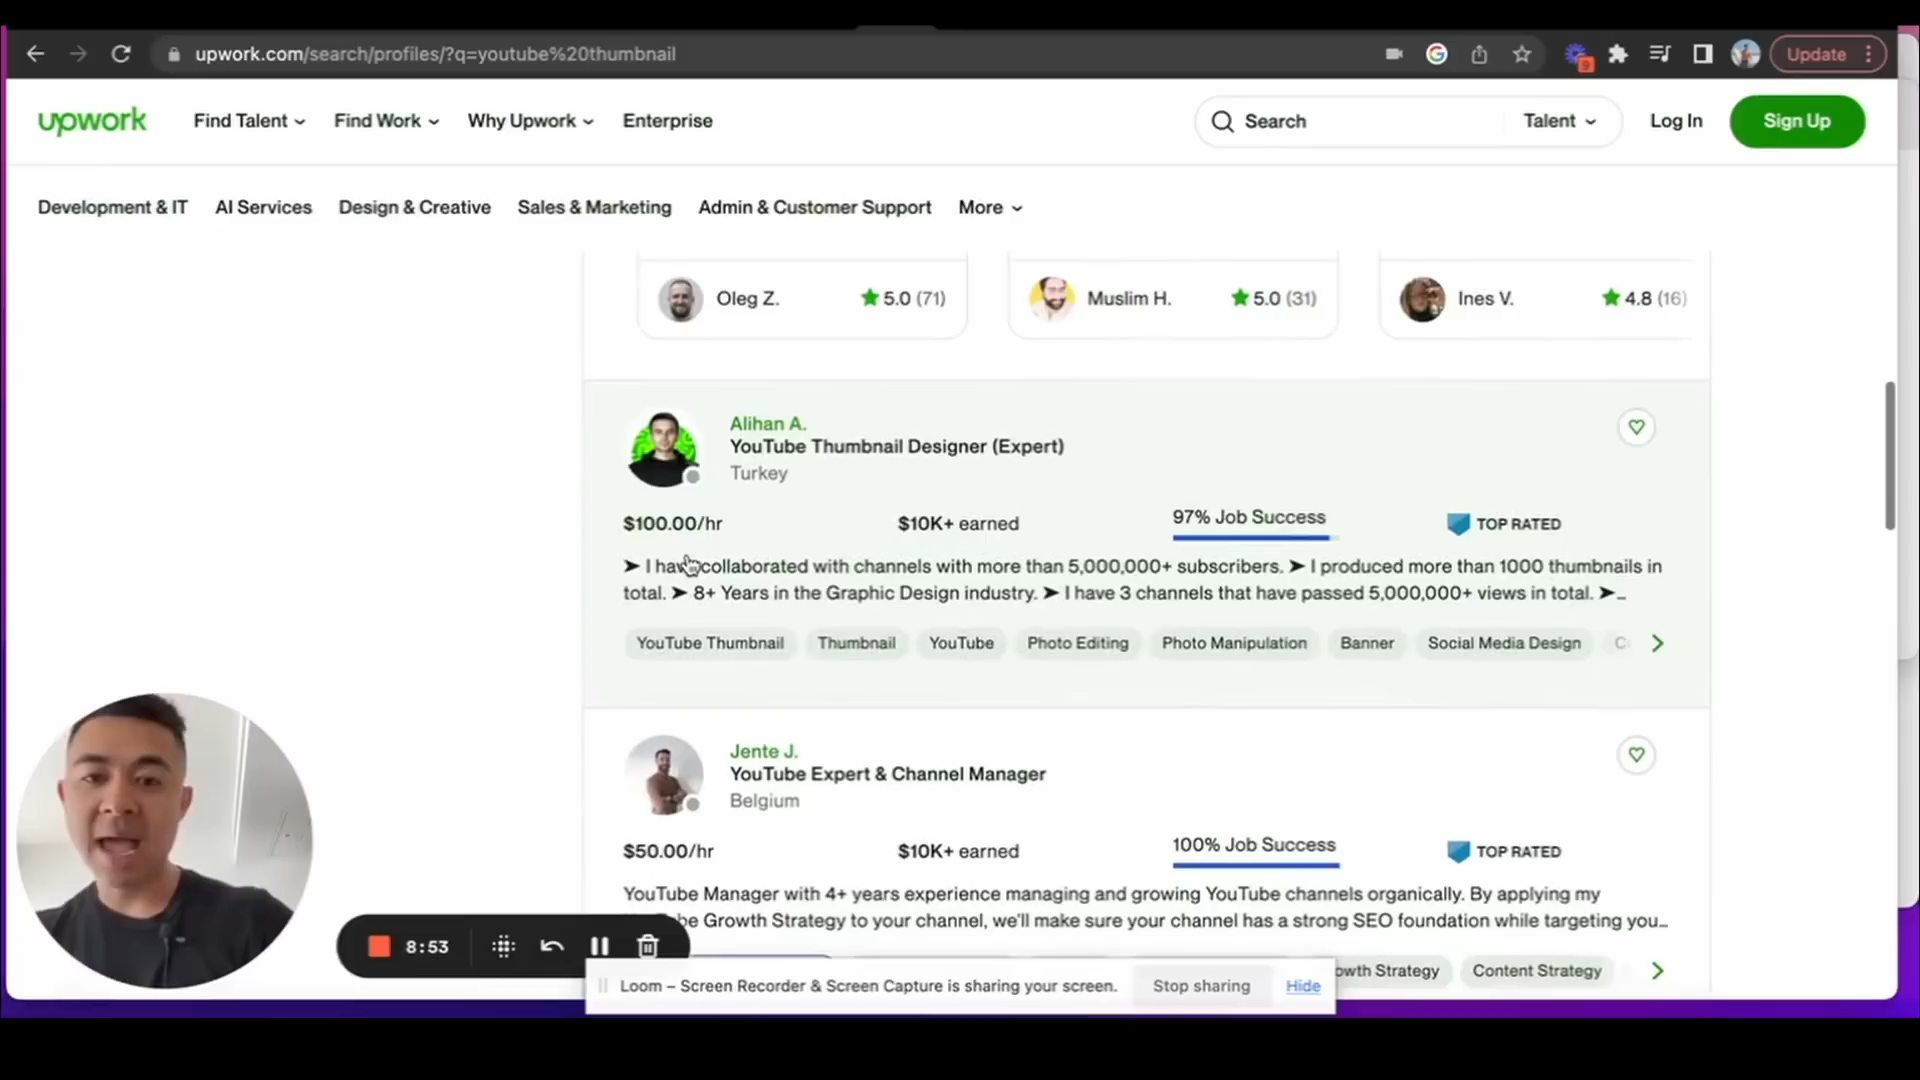 upwork.com/search/profiles/?q=youtube%20thumbnail
9
Update
upwork
Find Talent
Find Work
Why Upwork
Enterprise
Search
Talent
Log In
Sign Up
Development & IT
AI Services
Design & Creative
Sales & Marketing
Admin & Customer Support
More
Oleg Z.
5.0 (71)
Muslim H.
5.0 (31)
Ines V.
4.8 (16)
Alihan A.
YouTube Thumbnail Designer (Expert)
Turkey
$100.00/hr
$10K+ earned
97% Job Success
TOP RATED
➤ I have collaborated with channels with more than 5,000,000+ subscribers. ➤ I produced more than 1000 thumbnails in
total. ➤ 8+ Years in the Graphic Design industry. ➤ I have 3 channels that have passed 5,000,000+ views in total. ➤...
YouTube Thumbnail
Thumbnail
YouTube
Photo Editing
Photo Manipulation
Banner
Social Media Design
Jente J.
YouTube Expert & Channel Manager
Belgium
$50.00/hr
$10K+ earned
100% Job Success
TOP RATED
YouTube Manager with 4+ years experience managing and growing YouTube channels organically. By applying my
Growth Strategy to your channel, we'll make sure your channel has a strong SEO foundation while targeting you...
8:53
Strategy
Content Strategy
Loom – Screen Recorder & Screen Capture is sharing your screen.
Stop sharing
Hide